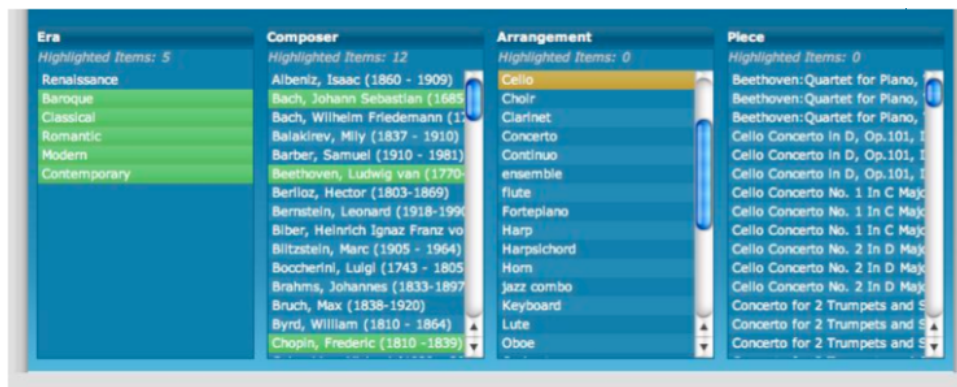 Era
Highlighted Items: 5
Renaissance
Baroque
Classical
Romantic
Modern
Contemporary
Composer
Highlighted Items: 12
Albeniz, Isaac (1860 - 1909)
Bach, Johann Sebastian (1685
Bach, Wilhelm Friedemann (17
Balakirev, Mily (1837 - 1910)
Barber, Samuel (1910 - 1981)
Beethoven, Ludwig van (1770-
Berlioz, Hector (1803-1869)
Bernstein, Leonard (1918-1990
Biber, Heinrich Ignaz Franz vo
Blitzstein, Marc (1905 - 1964)
Boccherini, Luigi (1743 - 1805
Brahms, Johannes (1833-1897
Bruch, Max (1838-1920)
Byrd, William (1810 - 1864)
Chopin, Frederic (1810 -1839)
Arrangement
Highlighted Items: 0
Cello
Choir
Clarinet
Concerto
Continuo
ensemble
flute
Fortepiano
Harp
Harpsichord
Horn
jazz combo
Keyboard
Lute
Oboe
Piece
Highlighted Items: 0
Beethoven: Quartet for Piano,
Beethoven: Quartet for Piano,
Beethoven: Quartet for Piano,
Cello Concerto in D, Op.101, I
Cello Concerto in D, Op.101, I
Cello Concerto in D, Op.101, I
Cello Concerto No. 1 In C Majo
Cello Concerto No. 1 In C Majo
Cello Concerto No. 1 In C Majo
Cello Concerto No. 2 In D Majo
Cello Concerto No. 2 In D Majo
Cello Concerto No. 2 In D Majo
Concerto for 2 Trumpets and S
Concerto for 2 Trumpets and S
Concerto for 2 Trumpets and S